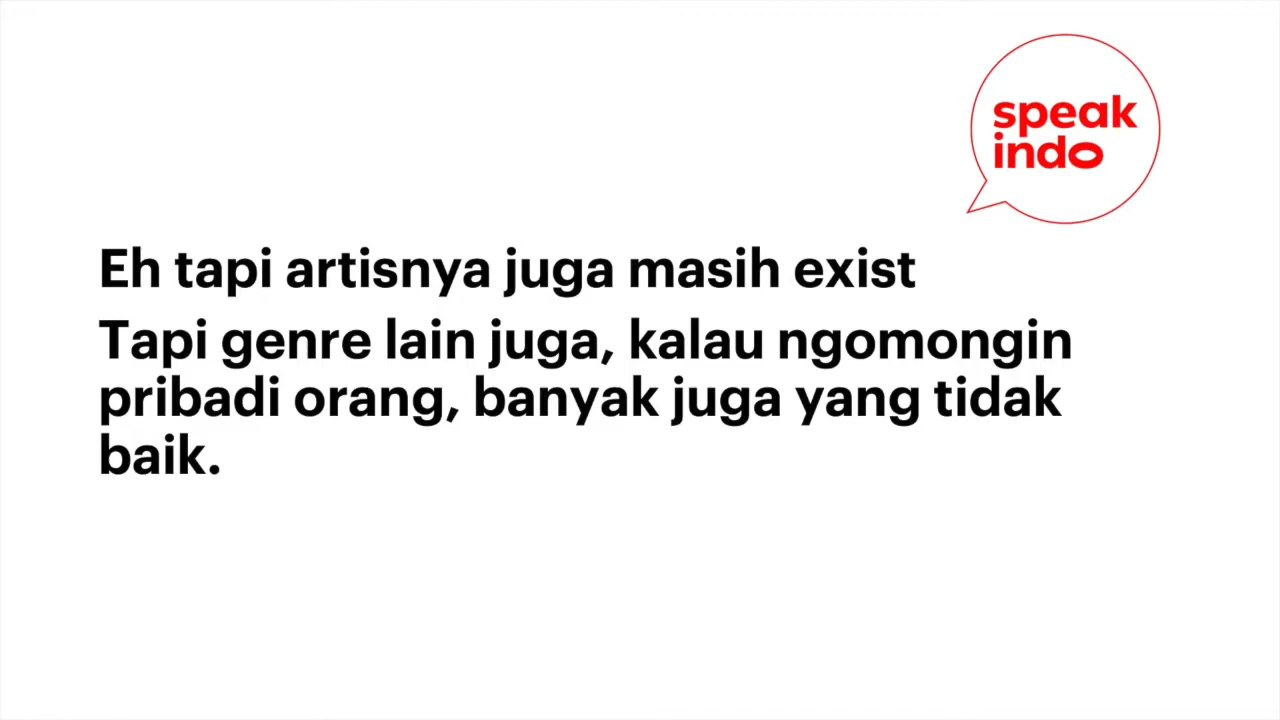 speak
indo
Eh tapi artisnya juga masih exist
Tapi genre lain juga, kalau ngomongin
pribadi orang, banyak juga yang tidak
baik.